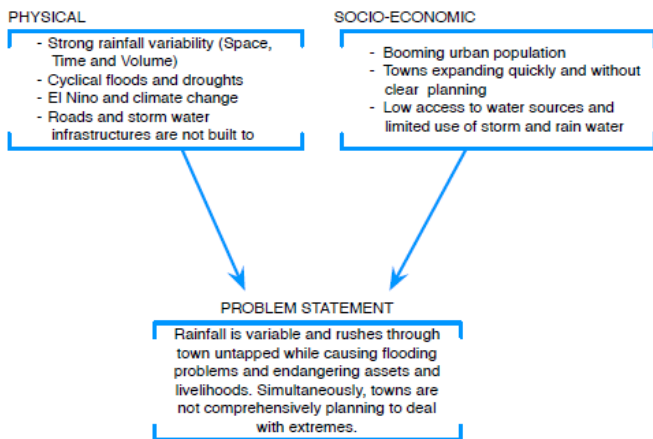 PHYSICAL
- Strong rainfall variability (Space,
Time and Volume)
- Cyclical floods and droughts
- El Nino and climate change
- Roads and storm water
infrastructures are not built to
SOCIO-ECONOMIC
- Booming urban population
- Towns expanding quickly and without
clear planning
- Low access to water sources and
limited use of storm and rain water
PROBLEM STATEMENT
Rainfall is variable and rushes through
town untapped while causing flooding
problems and endangering assets and
livelihoods. Simultaneously, towns are
not comprehensively planning to deal
with extremes.